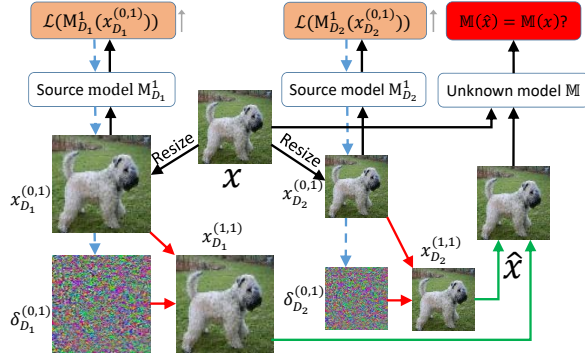 ℒ(M¹_{D₁}(x^{(0,1)}_{D₁})) ↑
ℒ(M¹_{D₂}(x^{(0,1)}_{D₂})) ↑
𝕄(x̂) = 𝕄(x)?
Source model M¹_{D₁}
Source model M¹_{D₂}
Unknown model 𝕄
Resize
Resize
x
x^{(0,1)}_{D₁}
x^{(0,1)}_{D₂}
x^{(1,1)}_{D₁}
x^{(1,1)}_{D₂}
x̂
δ^{(0,1)}_{D₁}
δ^{(0,1)}_{D₂}